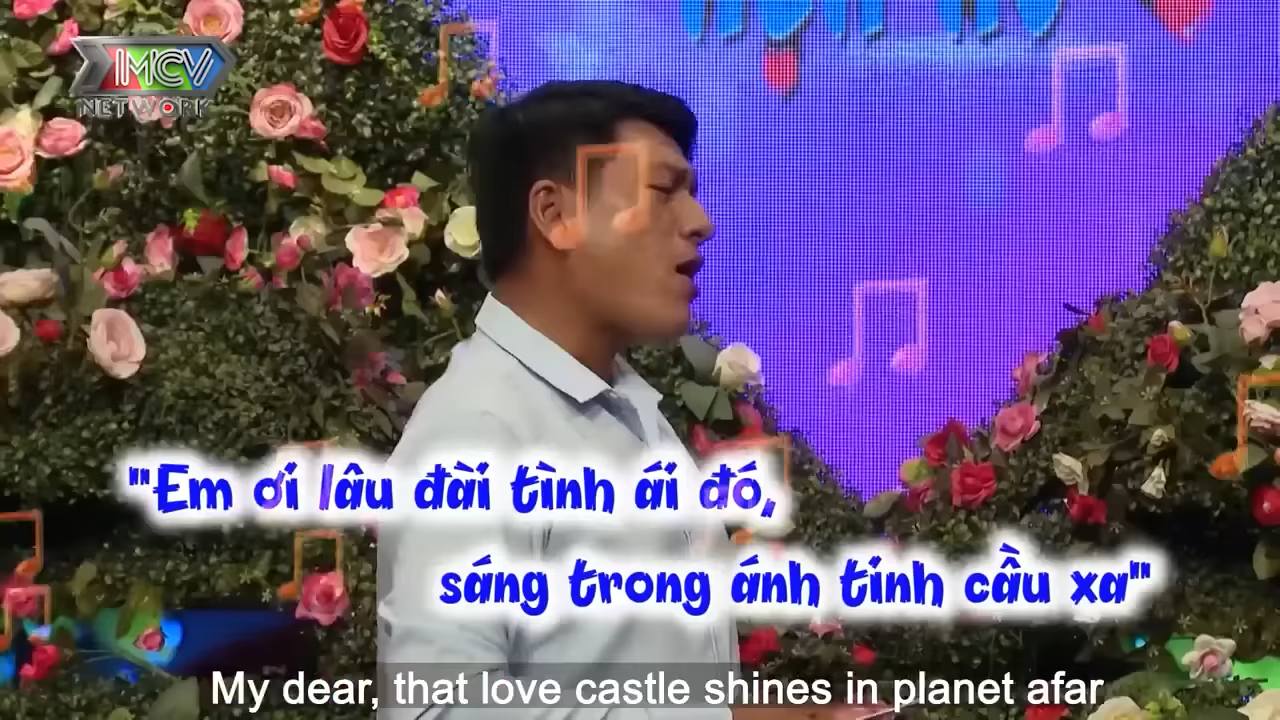 MCV
NETWORK
"'Em ơi lâu đài tình ái đó,
sáng trong ánh tinh cầu xa'"
My dear, that love castle shines in planet afar